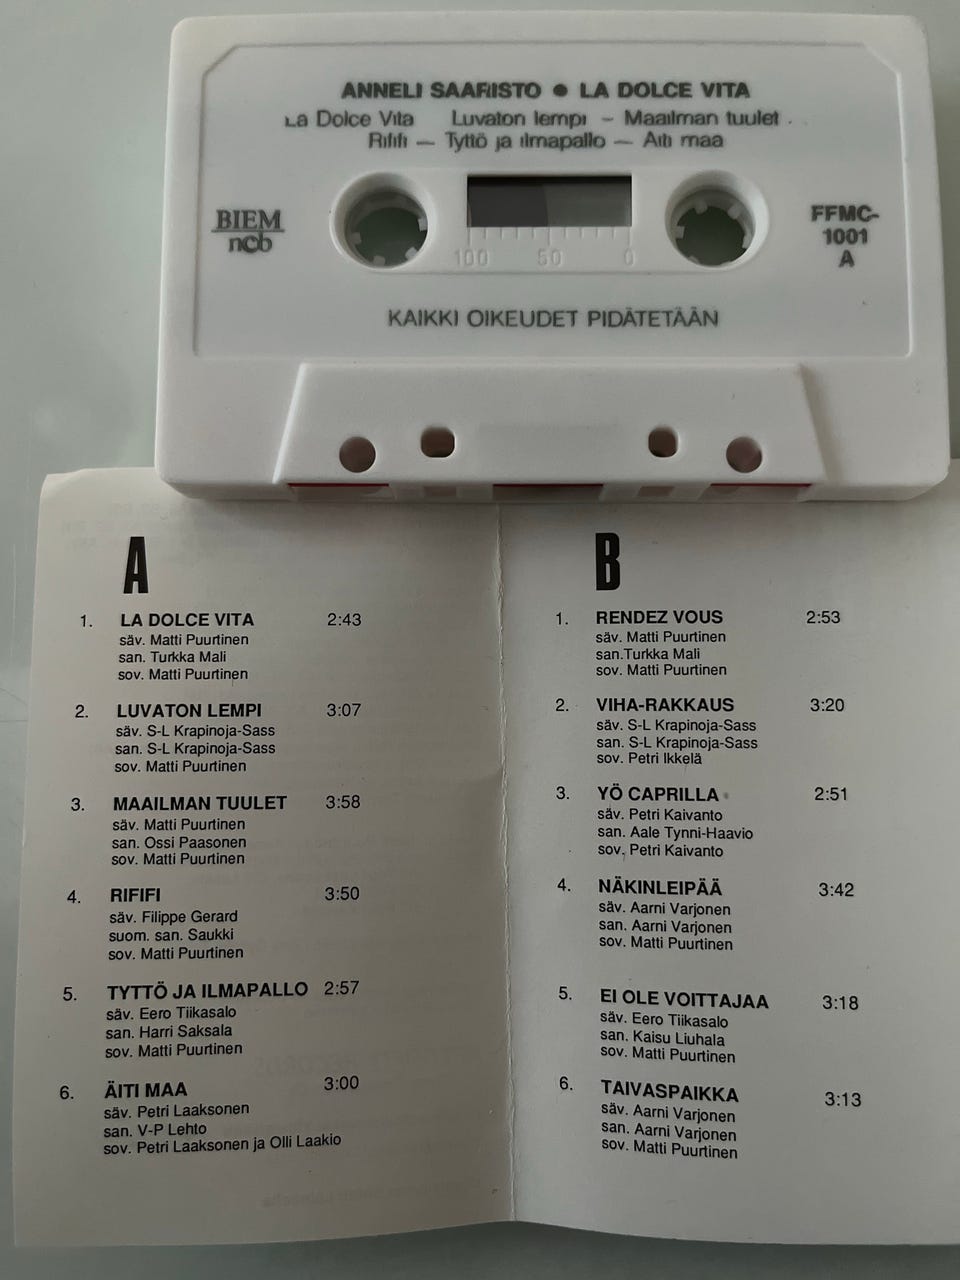 ANNELI SAARISTO ● LA DOLCE VITA
La Dolce Vita Luvaton lempi – Maailman tuulet
Rififi — Tyttö ja ilmapallo — Äiti maa
BIEM
ncb
FFMC-
1001
A
100 50 0
KAIKKI OIKEUDET PIDÄTETÄÄN
A
1. LA DOLCE VITA 2:43
säv. Matti Puurtinen
san. Turkka Mali
sov. Matti Puurtinen
2. LUVATON LEMPI 3:07
säv. S-L Krapinoja-Sass
san. S-L Krapinoja-Sass
sov. Matti Puurtinen
3. MAAILMAN TUULET 3:58
säv. Matti Puurtinen
san. Ossi Paasonen
sov. Matti Puurtinen
4. RIFIFI 3:50
säv. Filippe Gerard
suom. san. Saukki
sov. Matti Puurtinen
5. TYTTÖ JA ILMAPALLO 2:57
säv. Eero Tiikasalo
san. Harri Saksala
sov. Matti Puurtinen
6. ÄITI MAA 3:00
säv. Petri Laaksonen
san. V-P Lehto
sov. Petri Laaksonen ja Olli Laakio
B
1. RENDEZ VOUS 2:53
säv. Matti Puurtinen
san.Turkka Mali
sov. Matti Puurtinen
2. VIHA-RAKKAUS 3:20
säv. S-L Krapinoja-Sass
san. S-L Krapinoja-Sass
sov. Petri Ikkelä
3. YÖ CAPRILLA 2:51
säv. Petri Kaivanto
san. Aale Tynni-Haavio
sov. Petri Kaivanto
4. NÄKINLEIPÄÄ 3:42
säv. Aarni Varjonen
san. Aarni Varjonen
sov. Matti Puurtinen
5. EI OLE VOITTAJAA 3:18
säv. Eero Tiikasalo
san. Kaisu Liuhala
sov. Matti Puurtinen
6. TAIVASPAIKKA 3:13
säv. Aarni Varjonen
san. Aarni Varjonen
sov. Matti Puurtinen